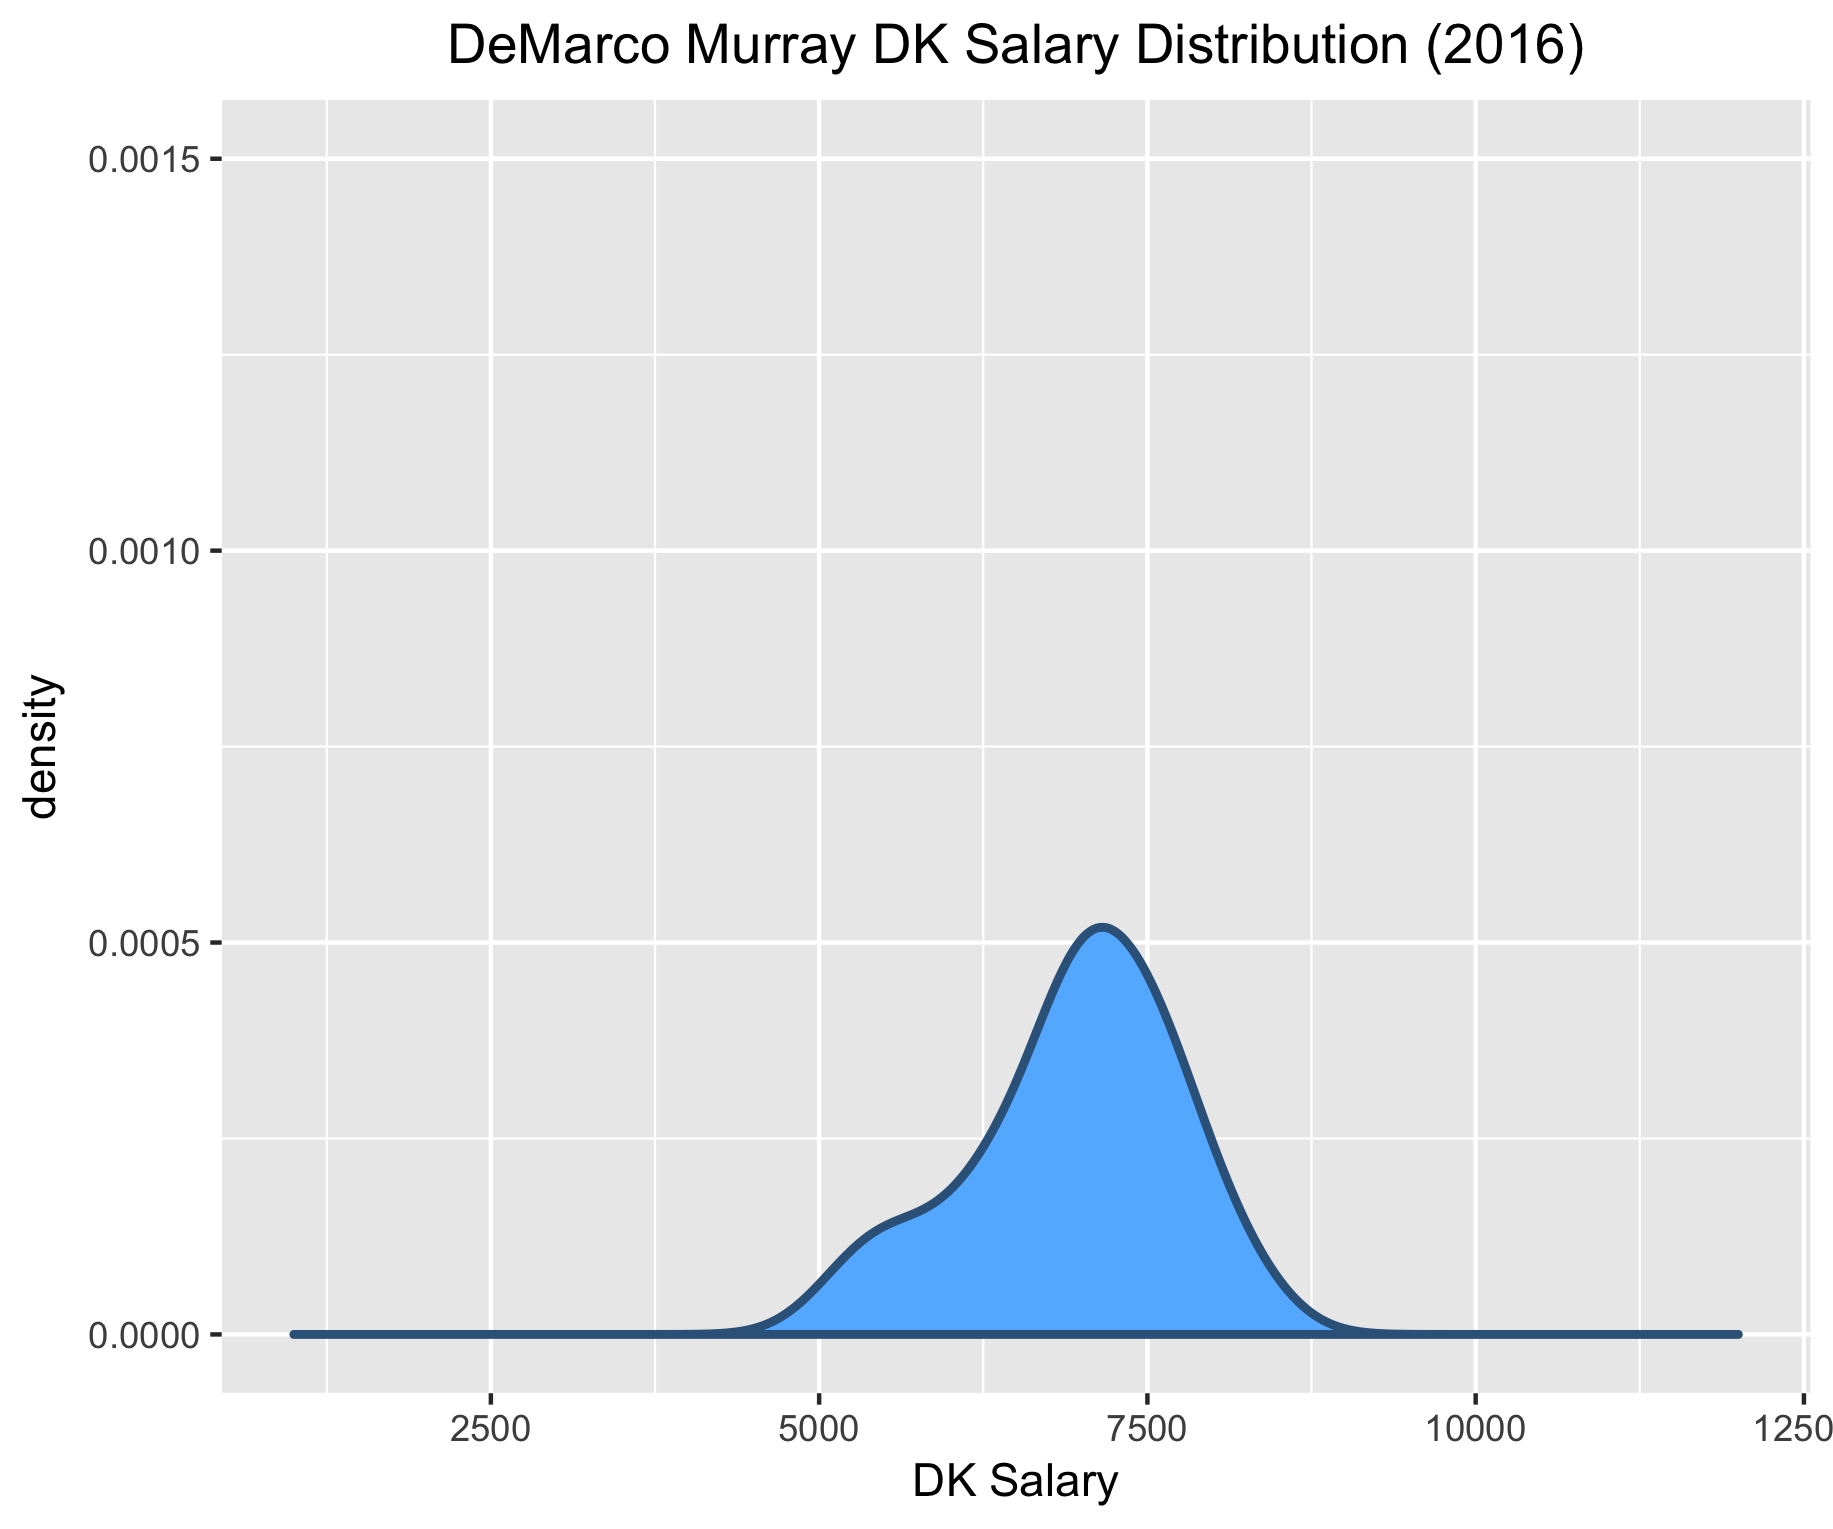 DeMarco Murray DK Salary Distribution (2016)
0.0015
0.0010
0.0005
0.0000
density
2500 5000 7500 10000 1250
DK Salary